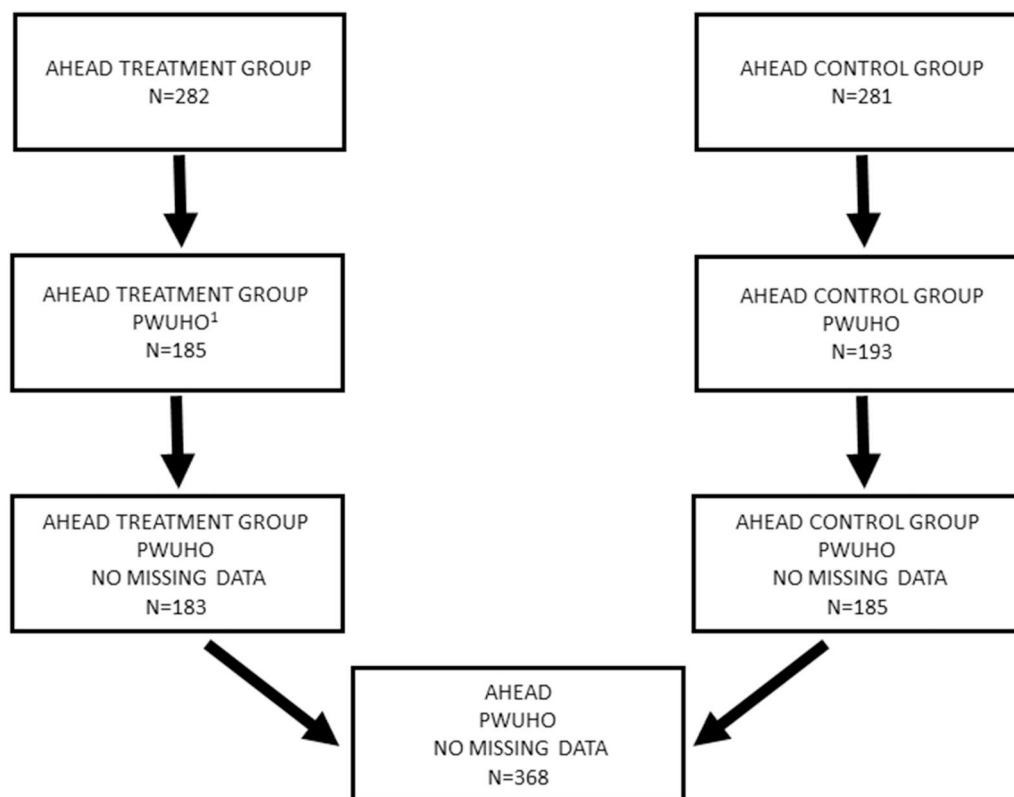 AHEAD TREATMENT GROUP
N=282
AHEAD CONTROL GROUP
N=281
AHEAD TREATMENT GROUP
PWUHO¹
N=185
AHEAD CONTROL GROUP
PWUHO
N=193
AHEAD TREATMENT GROUP
PWUHO
NO MISSING DATA
N=183
AHEAD CONTROL GROUP
PWUHO
NO MISSING DATA
N=185
AHEAD
PWUHO
NO MISSING DATA
N=368